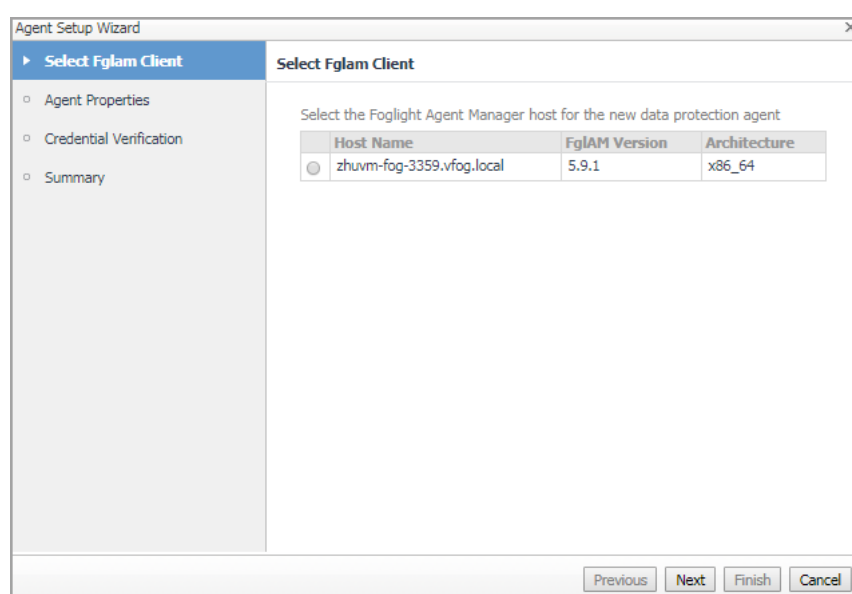 Agent Setup Wizard
Select Fglam Client
Agent Properties
Credential Verification
Summary
Select Fglam Client
Select the Foglight Agent Manager host for the new data protection agent
Host Name FglAM Version Architecture
zhuvm-fog-3359.vfog.local 5.9.1 x86_64
Previous Next Finish Cancel